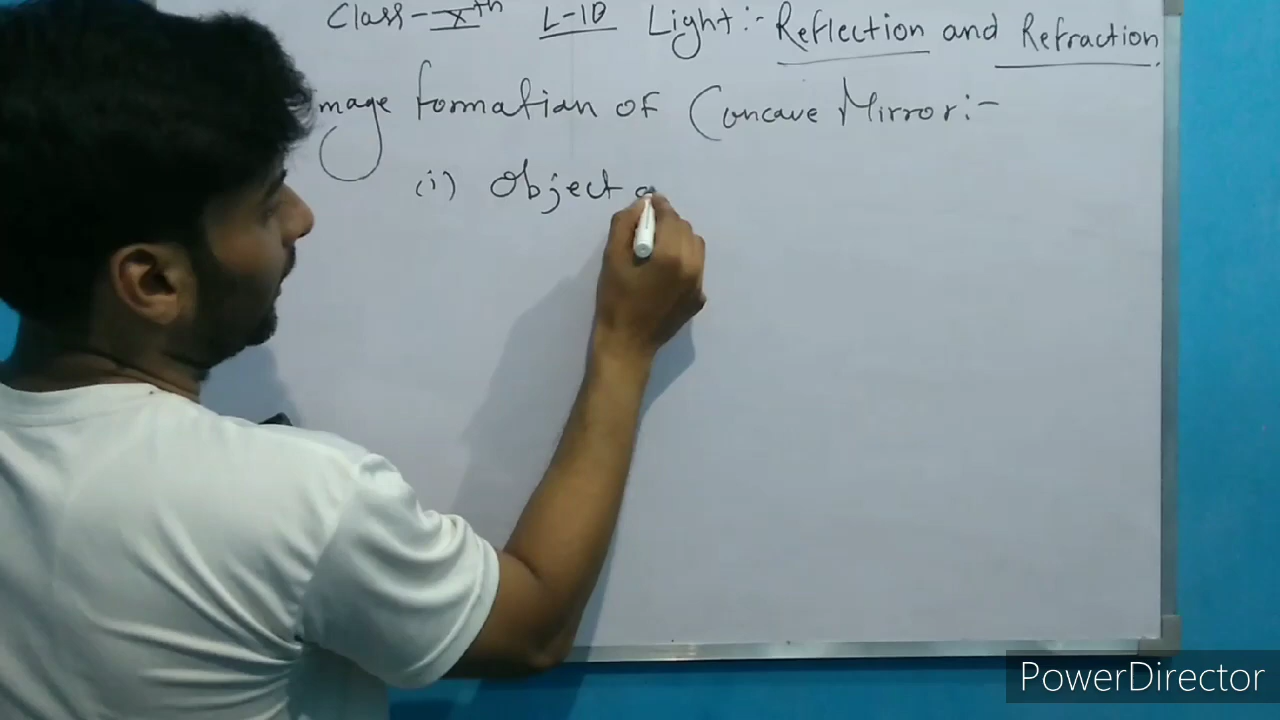 Class-Xth L-10 Light:- Reflection and Refraction
mage formation of Concave Mirror:-
(i) Object
PowerDirector